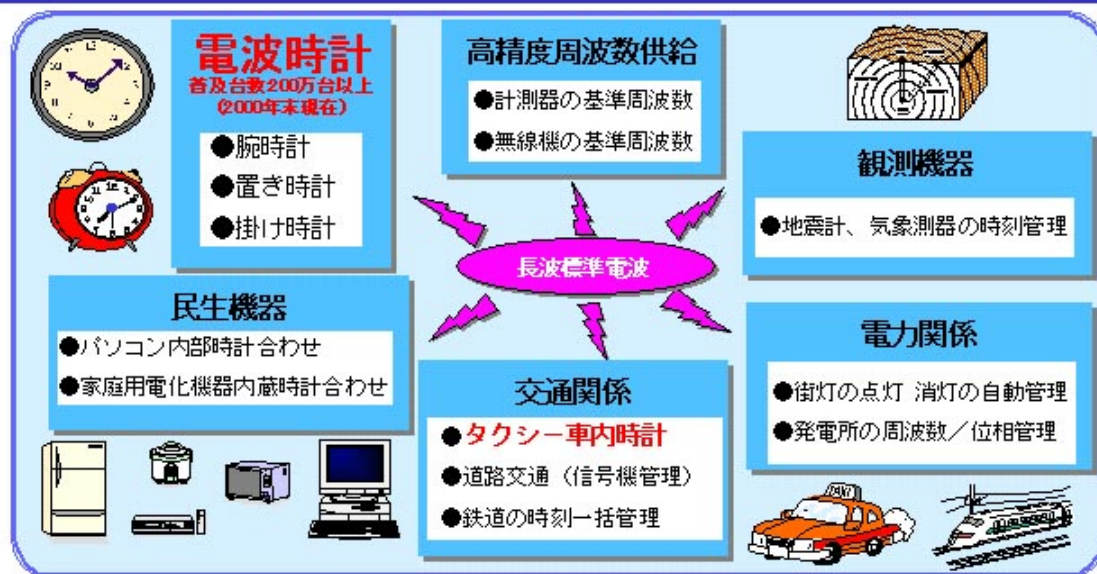 電波時計
普及台数200万台以上
(2000年末現在)
●腕時計
●置き時計
●掛け時計
高精度周波数供給
●計測器の基準周波数
●無線機の基準周波数
観測機器
●地震計、気象測器の時刻管理
長波標準電波
民生機器
●パソコン内部時計合わせ
●家庭用電化機器内蔵時計合わせ
交通関係
●タクシー車内時計
●道路交通(信号機管理)
●鉄道の時刻一括管理
電力関係
●街灯の点灯 消灯の自動管理
●発電所の周波数/位相管理
TAXI